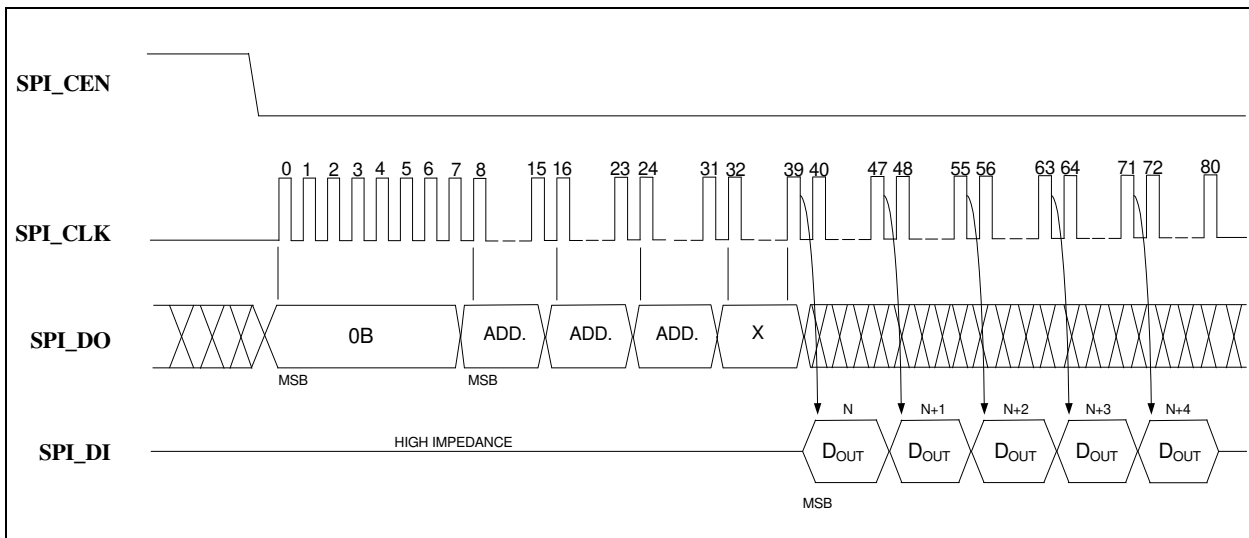 SPI_CEN
0 1 2 3 4 5 6 7 8 15 16 23 24 31 32 39 40 47 48 55 56 63 64 71 72 80
SPI_CLK
SPI_DO
0B ADD. ADD. ADD. X
MSB MSB
N N+1 N+2 N+3 N+4
HIGH IMPEDANCE
SPI_DI
DOUT DOUT DOUT DOUT DOUT
MSB